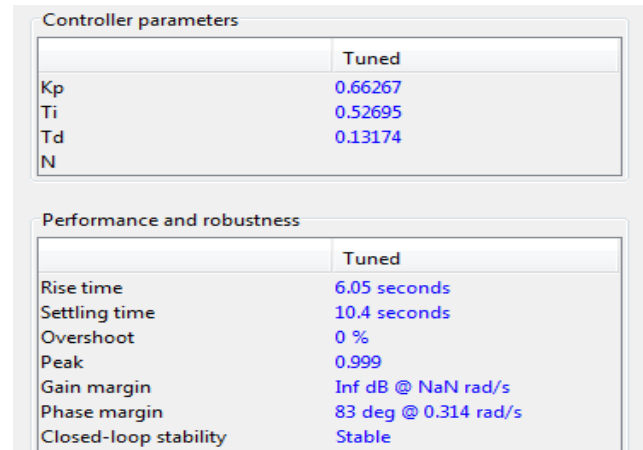 Controller parameters
Tuned
Kp 0.66267
Ti 0.52695
Td 0.13174
N
Performance and robustness
Tuned
Rise time 6.05 seconds
Settling time 10.4 seconds
Overshoot 0 %
Peak 0.999
Gain margin Inf dB @ NaN rad/s
Phase margin 83 deg @ 0.314 rad/s
Closed-loop stability Stable